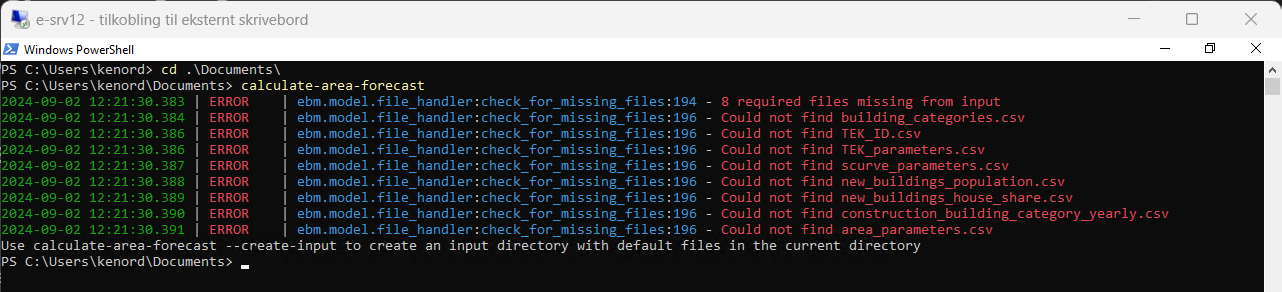 e-srv12 - tilkobling til eksternt skrivebord
Windows PowerShell
PS C:\Users\kenord> cd .\Documents\
PS C:\Users\kenord\Documents> calculate-area-forecast
2024-09-02 12:21:30.383 | ERROR    | ebm.model.file_handler:check_for_missing_files:194 - 8 required files missing from input
2024-09-02 12:21:30.384 | ERROR    | ebm.model.file_handler:check_for_missing_files:196 - Could not find building_categories.csv
2024-09-02 12:21:30.386 | ERROR    | ebm.model.file_handler:check_for_missing_files:196 - Could not find TEK_ID.csv
2024-09-02 12:21:30.386 | ERROR    | ebm.model.file_handler:check_for_missing_files:196 - Could not find TEK_parameters.csv
2024-09-02 12:21:30.387 | ERROR    | ebm.model.file_handler:check_for_missing_files:196 - Could not find scurve_parameters.csv
2024-09-02 12:21:30.388 | ERROR    | ebm.model.file_handler:check_for_missing_files:196 - Could not find new_buildings_population.csv
2024-09-02 12:21:30.389 | ERROR    | ebm.model.file_handler:check_for_missing_files:196 - Could not find new_buildings_house_share.csv
2024-09-02 12:21:30.390 | ERROR    | ebm.model.file_handler:check_for_missing_files:196 - Could not find construction_building_category_yearly.csv
2024-09-02 12:21:30.391 | ERROR    | ebm.model.file_handler:check_for_missing_files:196 - Could not find area_parameters.csv
Use calculate-area-forecast --create-input to create an input directory with default files in the current directory
PS C:\Users\kenord\Documents>